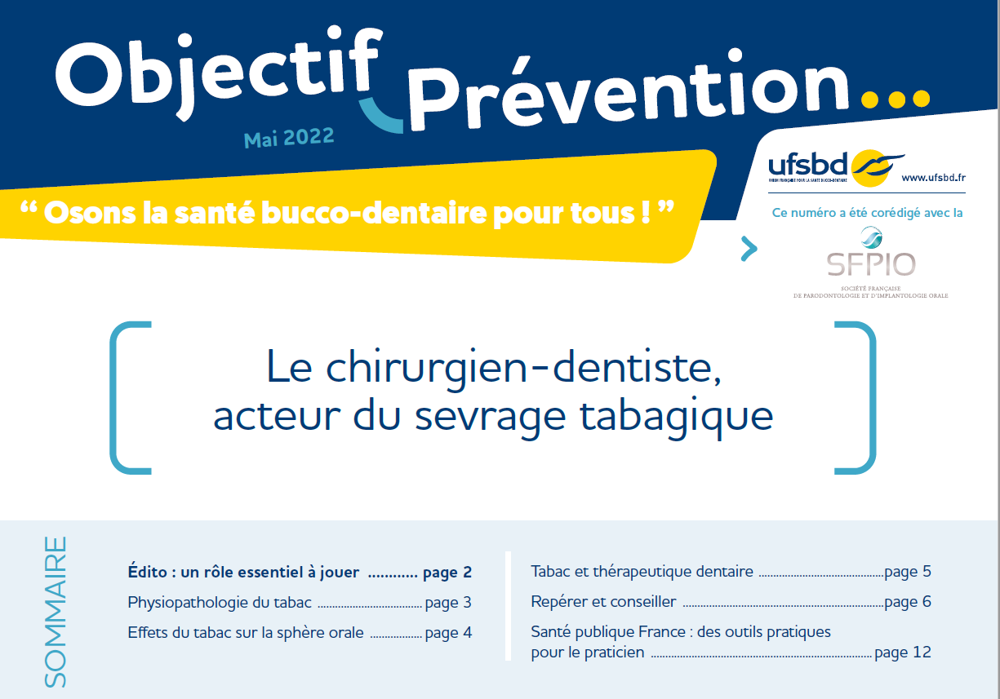 Objectif Prévention...
Mai 2022
“ Osons la santé bucco-dentaire pour tous ! ”
ufsbd
UNION FRANÇAISE POUR LA SANTÉ BUCCO-DENTAIRE
www.ufsbd.fr
Ce numéro a été corédigé avec la
SFPIO
SOCIÉTÉ FRANÇAISE
DE PARODONTOLOGIE ET D'IMPLANTOLOGIE ORALE
Le chirurgien-dentiste,
acteur du sevrage tabagique
SOMMAIRE
Édito : un rôle essentiel à jouer ............ page 2
Physiopathologie du tabac .................................... page 3
Effets du tabac sur la sphère orale .................. page 4
Tabac et thérapeutique dentaire ...........................................page 5
Repérer et conseiller .....................................................................page 6
Santé publique France : des outils pratiques
pour le praticien ............................................................................ page 12